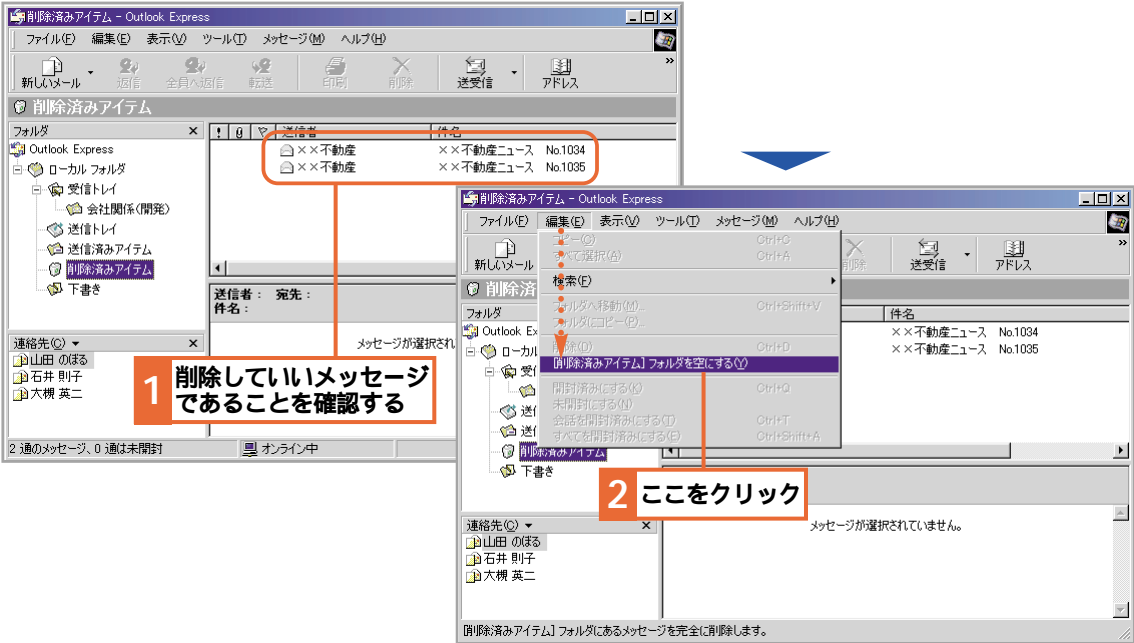 削除済みアイテム - Outlook Express
ファイル(F) 編集(E) 表示(V) ツール(T) メッセージ(M) ヘルプ(H)
新しいメール 返信 全員へ返信 転送 印刷 削除 送受信 アドレス
削除済みアイテム
フォルダ
Outlook Express
ローカル フォルダ
受信トレイ
会社関係(開発)
送信トレイ
送信済みアイテム
削除済みアイテム
下書き
送信者 件名
××不動産 ××不動産ニュース No.1034
××不動産 ××不動産ニュース No.1035
送信者: 宛先:
件名:
メッセージが選択され
連絡先(C)
山田 のぼる
石井 則子
大槻 英二
1 削除していいメッセージ
であることを確認する
2 通のメッセージ、0 通は未開封 オンライン中
削除済みアイテム - Outlook Express
ファイル(F) 編集(E) 表示(V) ツール(T) メッセージ(M) ヘルプ(H)
新しいメール 削除 送受信 アドレス
削除済
コピー(C) Ctrl+C
すべて選択(A) Ctrl+A
検索(F)
フォルダへ移動(M)... Ctrl+Shift+V
フォルダにコピー(P)...
削除(D) Ctrl+D
[削除済みアイテム] フォルダを空にする(Y)
開封済みにする(K) Ctrl+Q
未開封にする(N)
会話を開封済みにする(T) Ctrl+T
すべてを開封済みにする(E) Ctrl+Shift+A
フォルダ
Outlook Ex
ローカル
受信
送信
送信
削除済みアイテム
下書き
件名
××不動産ニュース No.1034
××不動産ニュース No.1035
2 ここをクリック
連絡先(C)
山田 のぼる
石井 則子
大槻 英二
メッセージが選択されていません。
[削除済みアイテム] フォルダにあるメッセージを完全に削除します。